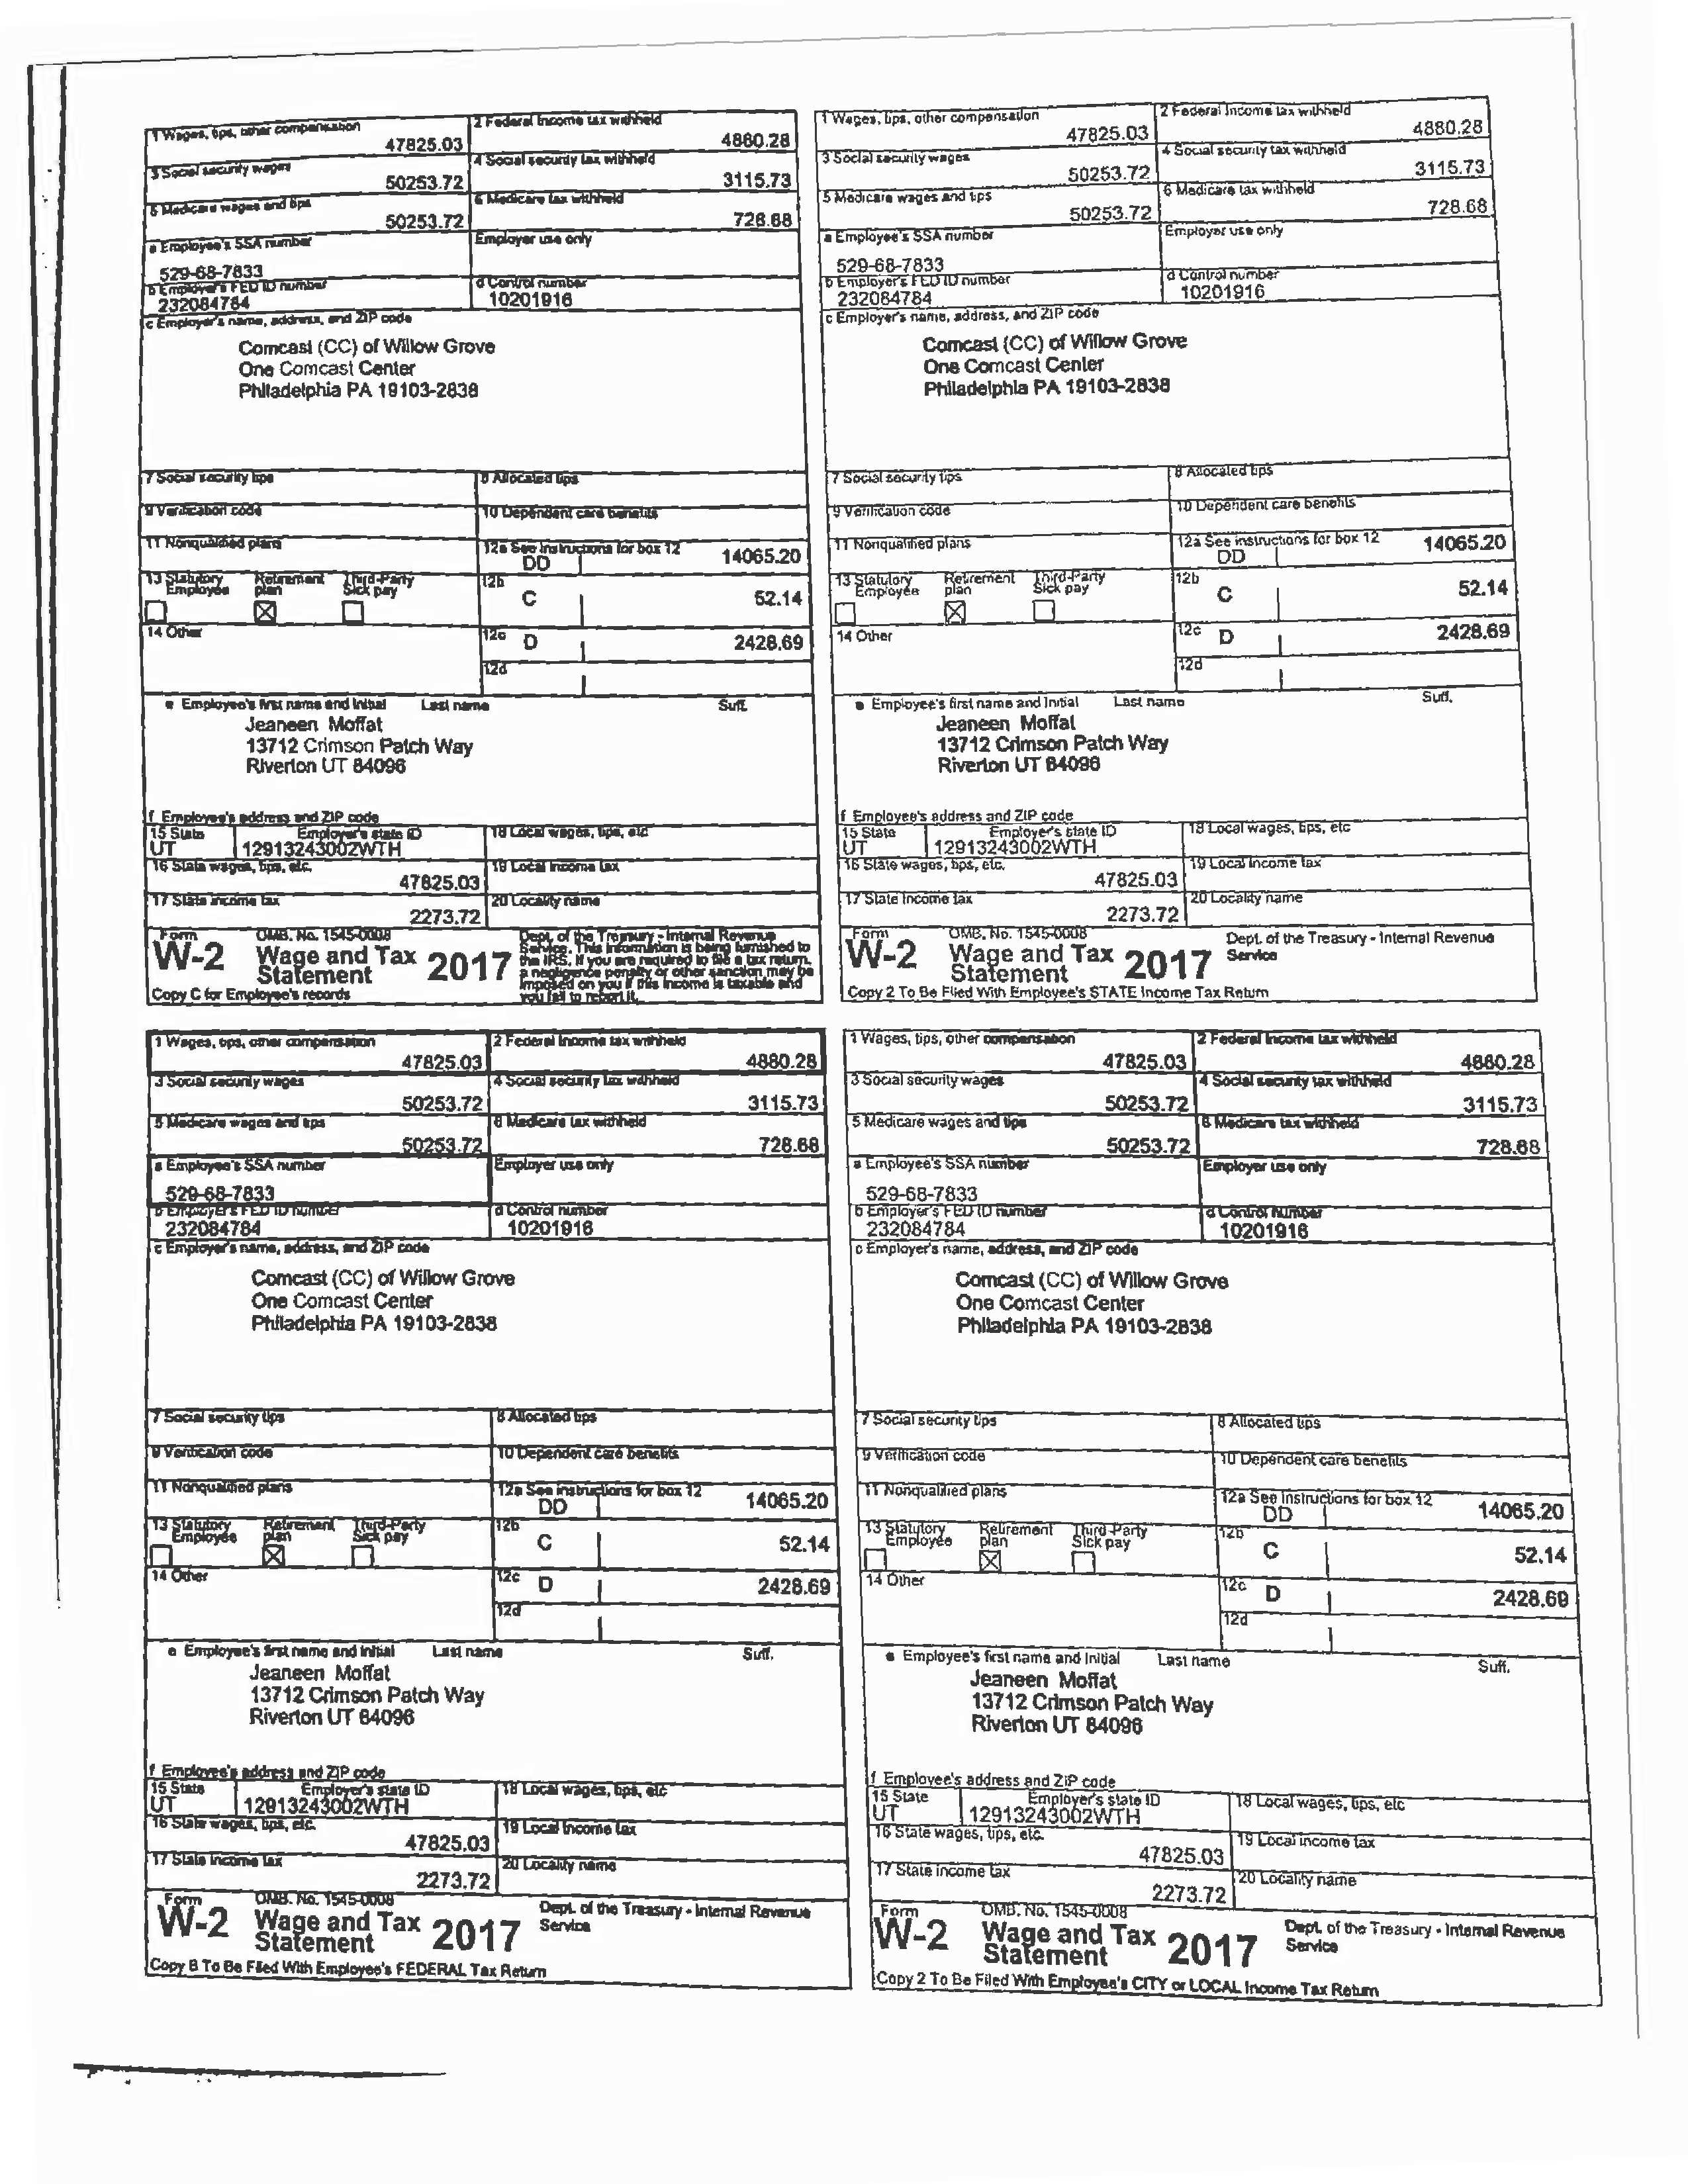 1 Wages, tips, other compensation 47825.03
2 Federal Income tax withheld 4880.28
3 Social security wages 50253.72
4 Social security tax withheld 3115.73
5 Medicare wages and tips 50253.72
6 Medicare tax withheld 728.68
a Employee's SSA number 529-68-7833
Employer use only
b Employer's FED ID number 232084784
d Control number 10201916
c Employer's name, address, and ZIP code
Comcast (CC) of Willow Grove
One Comcast Center
Philadelphia PA 19103-2838
7 Social security tips
8 Allocated tips
9 Verification code
10 Dependent care benefits
11 Nonqualified plans
12a See instructions for box 12 DD 14065.20
13 Statutory Employee Retirement plan Third-Party Sick pay
12b C 52.14
14 Other
12c D 2428.69
12d
e Employee's first name and initial Last name Suff.
Jeaneen Moffat
13712 Crimson Patch Way
Riverton UT 84096
f Employee's address and ZIP code
15 State UT Employer's state ID 12913243002WTH
18 Local wages, tips, etc
16 State wages, tips, etc. 47825.03
19 Local income tax
17 State income tax 2273.72
20 Locality name
Form W-2 OMB. No. 1545-0008
Wage and Tax Statement 2017
Dept. of the Treasury - Internal Revenue
Service. This information is being furnished to
the IRS. If you are required to file a tax return,
a negligence penalty or other sanction may be
imposed on you if this income is taxable and
you fail to report it.
Copy C for Employee's records
1 Wages, tips, other compensation 47825.03
2 Federal Income tax withheld 4880.28
3 Social security wages 50253.72
4 Social security tax withheld 3115.73
5 Medicare wages and tips 50253.72
6 Medicare tax withheld 728.68
a Employee's SSA number 529-68-7833
Employer use only
b Employer's FED ID number 232084784
d Control number 10201916
c Employer's name, address, and ZIP code
Comcast (CC) of Willow Grove
One Comcast Center
Philadelphia PA 19103-2838
7 Social security tips
8 Allocated tips
9 Verification code
10 Dependent care benefits
11 Nonqualified plans
12a See instructions for box 12 DD 14065.20
13 Statutory Employee Retirement plan Third-Party Sick pay
12b C 52.14
14 Other
12c D 2428.69
12d
e Employee's first name and initial Last name Suff.
Jeaneen Moffat
13712 Crimson Patch Way
Riverton UT 84096
f Employee's address and ZIP code
15 State UT Employer's state ID 12913243002WTH
18 Local wages, tips, etc
16 State wages, tips, etc. 47825.03
19 Local income tax
17 State income tax 2273.72
20 Locality name
Form W-2 OMB. No. 1545-0008
Wage and Tax Statement 2017
Dept. of the Treasury - Internal Revenue
Service
Copy 2 To Be Filed With Employee's STATE Income Tax Return
1 Wages, tips, other compensation 47825.03
2 Federal Income tax withheld 4880.28
3 Social security wages 50253.72
4 Social security tax withheld 3115.73
5 Medicare wages and tips 50253.72
6 Medicare tax withheld 728.68
a Employee's SSA number 529-68-7833
Employer use only
b Employer's FED ID number 232084784
d Control number 10201916
c Employer's name, address, and ZIP code
Comcast (CC) of Willow Grove
One Comcast Center
Philadelphia PA 19103-2838
7 Social security tips
8 Allocated tips
9 Verification code
10 Dependent care benefits
11 Nonqualified plans
12a See instructions for box 12 DD 14065.20
13 Statutory Employee Retirement plan Third-Party Sick pay
12b C 52.14
14 Other
12c D 2428.69
12d
e Employee's first name and initial Last name Suff.
Jeaneen Moffat
13712 Crimson Patch Way
Riverton UT 84096
f Employee's address and ZIP code
15 State UT Employer's state ID 12913243002WTH
18 Local wages, tips, etc
16 State wages, tips, etc. 47825.03
19 Local income tax
17 State income tax 2273.72
20 Locality name
Form W-2 OMB. No. 1545-0008
Wage and Tax Statement 2017
Dept. of the Treasury - Internal Revenue
Service
Copy B To Be Filed With Employee's FEDERAL Tax Return
1 Wages, tips, other compensation 47825.03
2 Federal Income tax withheld 4880.28
3 Social security wages 50253.72
4 Social security tax withheld 3115.73
5 Medicare wages and tips 50253.72
6 Medicare tax withheld 728.68
a Employee's SSA number 529-68-7833
Employer use only
b Employer's FED ID number 232084784
d Control number 10201916
c Employer's name, address, and ZIP code
Comcast (CC) of Willow Grove
One Comcast Center
Philadelphia PA 19103-2838
7 Social security tips
8 Allocated tips
9 Verification code
10 Dependent care benefits
11 Nonqualified plans
12a See instructions for box 12 DD 14065.20
13 Statutory Employee Retirement plan Third-Party Sick pay
12b C 52.14
14 Other
12c D 2428.69
12d
e Employee's first name and initial Last name Suff.
Jeaneen Moffat
13712 Crimson Patch Way
Riverton UT 84096
f Employee's address and ZIP code
15 State UT Employer's state ID 12913243002WTH
18 Local wages, tips, etc
16 State wages, tips, etc. 47825.03
19 Local income tax
17 State income tax 2273.72
20 Locality name
Form W-2 OMB. No. 1545-0008
Wage and Tax Statement 2017
Dept. of the Treasury - Internal Revenue
Service
Copy 2 To Be Filed With Employee's CITY or LOCAL Income Tax Return